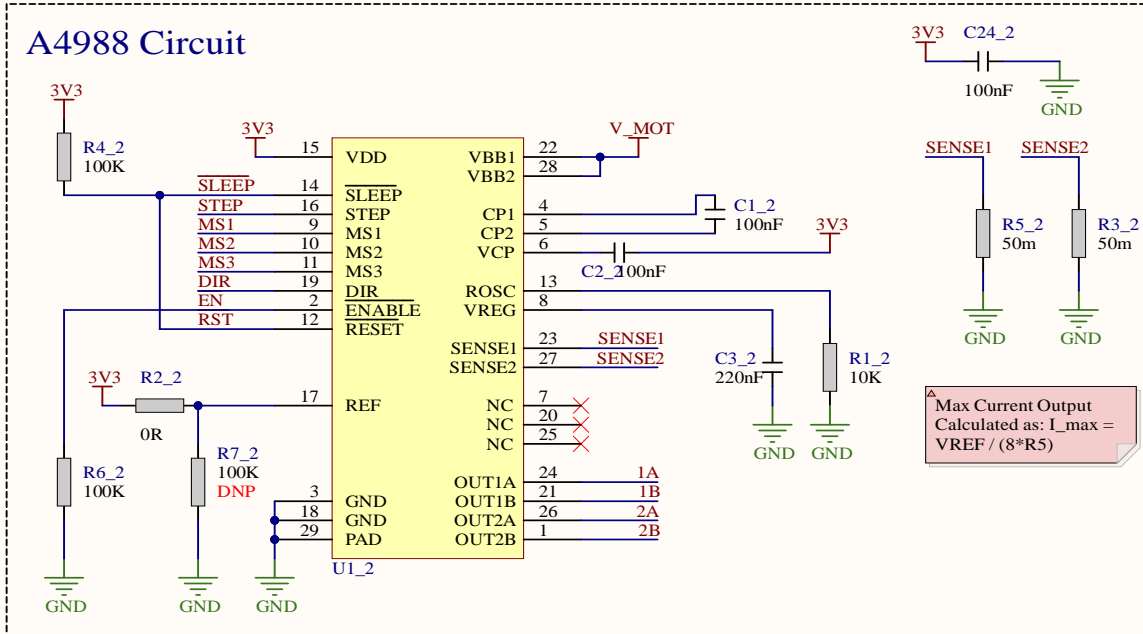 A4988 Circuit
3V3
R4_2
100K
3V3
SLEEP
STEP
MS1
MS2
MS3
DIR
EN
RST
15
14
16
9
10
11
19
2
12
VDD
SLEEP
STEP
MS1
MS2
MS3
DIR
ENABLE
RESET
3V3
R2_2
0R
17
REF
R6_2
100K
R7_2
100K
DNP
3
18
29
GND
GND
PAD
U1_2
GND
GND
GND
VBB1
VBB2
CP1
CP2
VCP
ROSC
VREG
SENSE1
SENSE2
NC
NC
NC
OUT1A
OUT1B
OUT2A
OUT2B
22
28
4
5
6
13
8
23
27
7
20
25
24
21
26
1
V_MOT
C1_2
100nF
3V3
C2_2
100nF
SENSE1
SENSE2
C3_2
220nF
R1_2
10K
GND
GND
1A
1B
2A
2B
3V3
C24_2
100nF
GND
SENSE1
SENSE2
R5_2
50m
R3_2
50m
GND
GND
Max Current Output
Calculated as: I_max =
VREF / (8*R5)